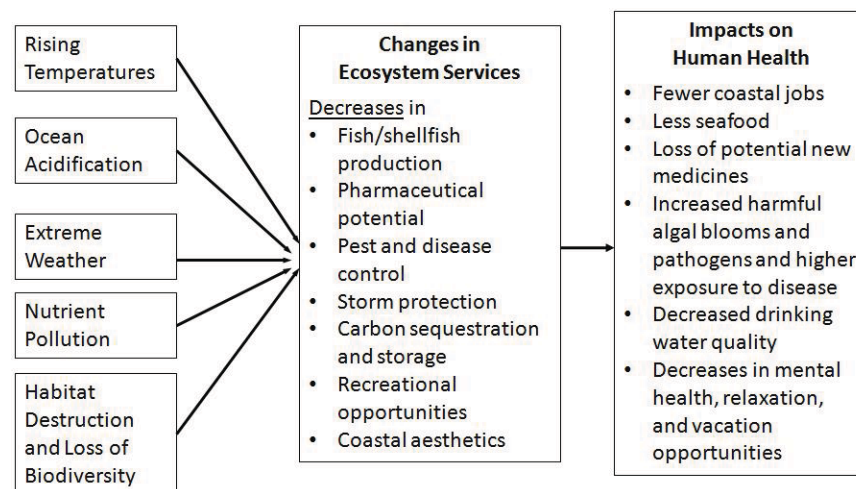 Rising
Temperatures
Ocean
Acidification
Extreme
Weather
Nutrient
Pollution
Habitat
Destruction
and Loss of
Biodiversity
Changes in
Ecosystem Services
Decreases in
• Fish/shellfish
production
• Pharmaceutical
potential
• Pest and disease
control
• Storm protection
• Carbon sequestration
and storage
• Recreational
opportunities
• Coastal aesthetics
Impacts on
Human Health
• Fewer coastal jobs
• Less seafood
• Loss of potential new
medicines
• Increased harmful
algal blooms and
pathogens and higher
exposure to disease
• Decreased drinking
water quality
• Decreases in mental
health, relaxation,
and vacation
opportunities